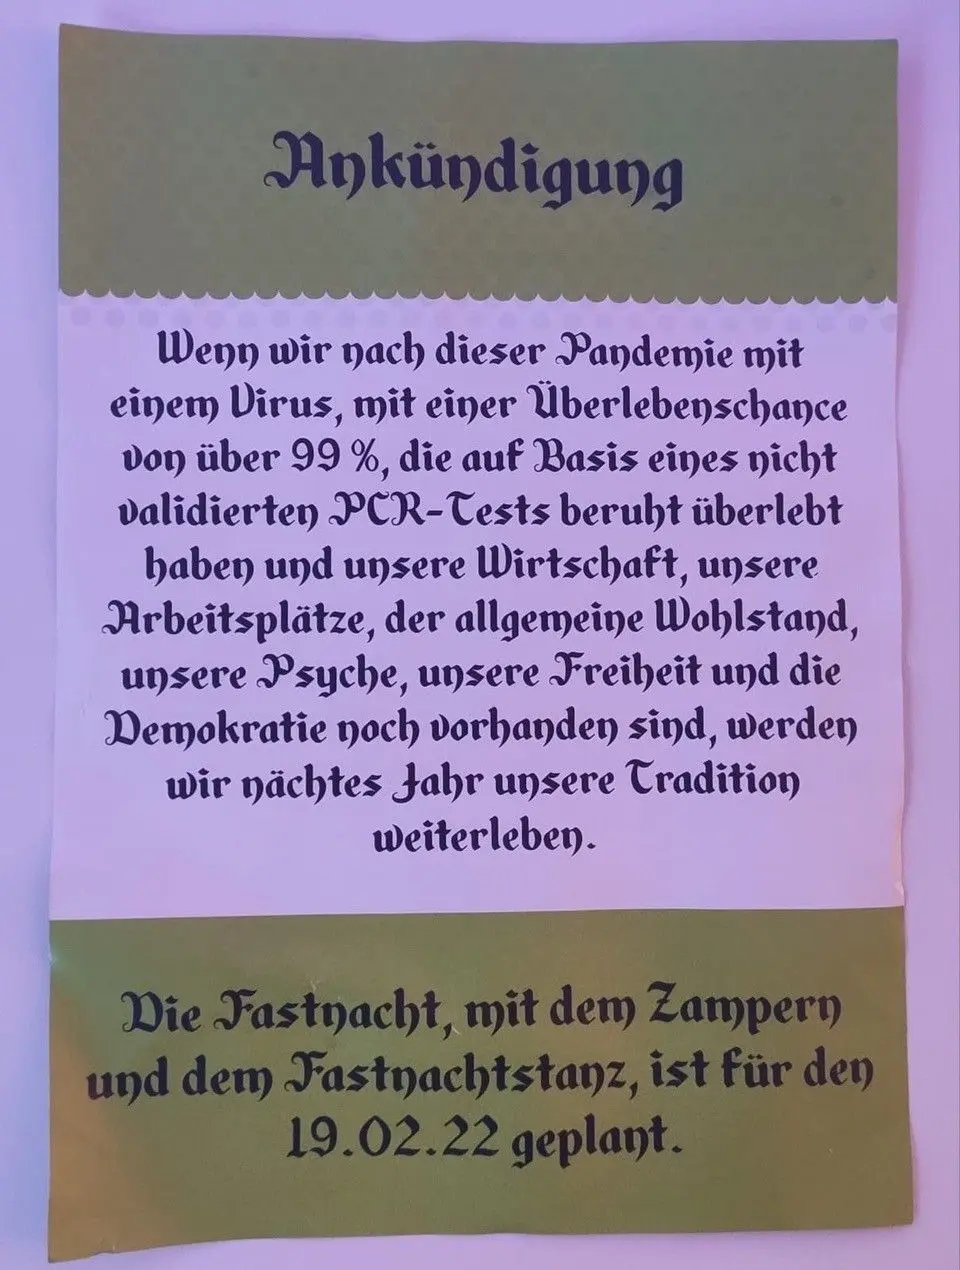 Ankündigung
Wenn wir nach dieser Pandemie mit
einem Virus, mit einer Überlebenschance
von über 99 %, die auf Basis eines nicht
validierten PCR-Tests beruht überlebt
haben und unsere Wirtschaft, unsere
Arbeitsplätze, der allgemeine Wohlstand,
unsere Psyche, unsere Freiheit und die
Demokratie noch vorhanden sind, werden
wir nächtes Jahr unsere Tradition
weiterleben.
Die Fastnacht, mit dem Zampern
und dem Fastnachtstanz, ist für den
19.02.22 geplant.